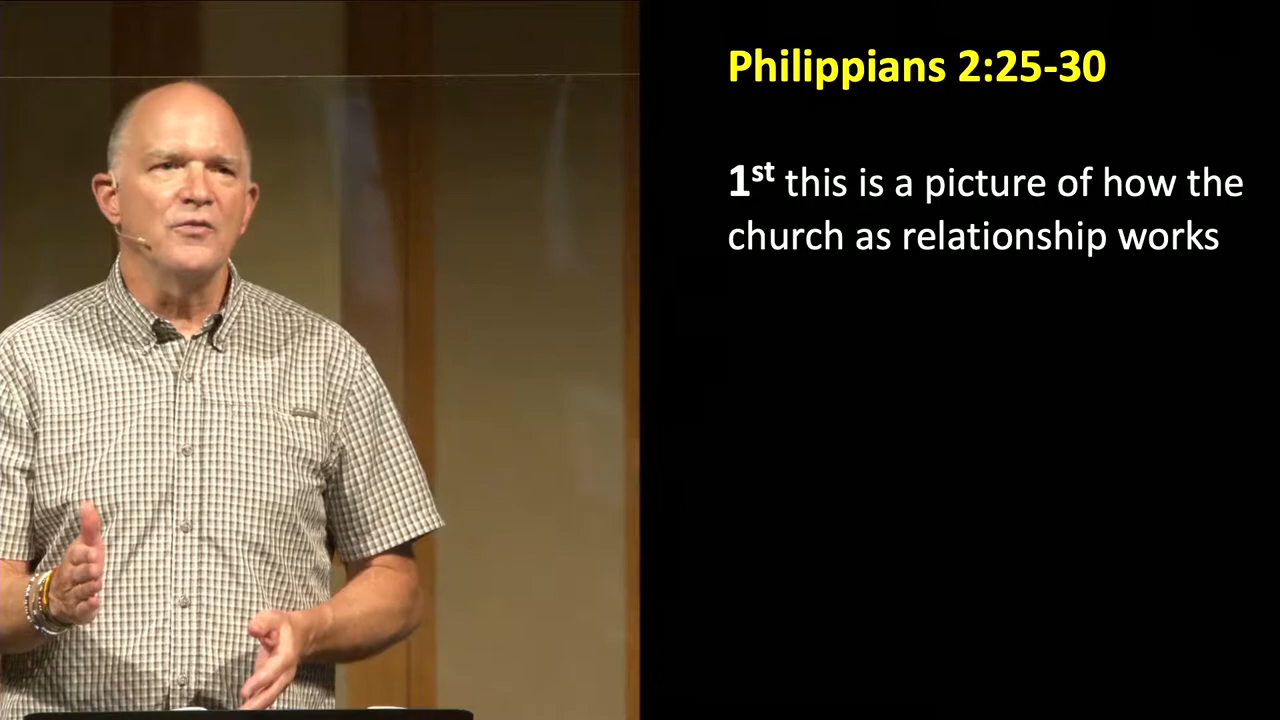 Philippians 2:25-30
1st this is a picture of how the
church as relationship works